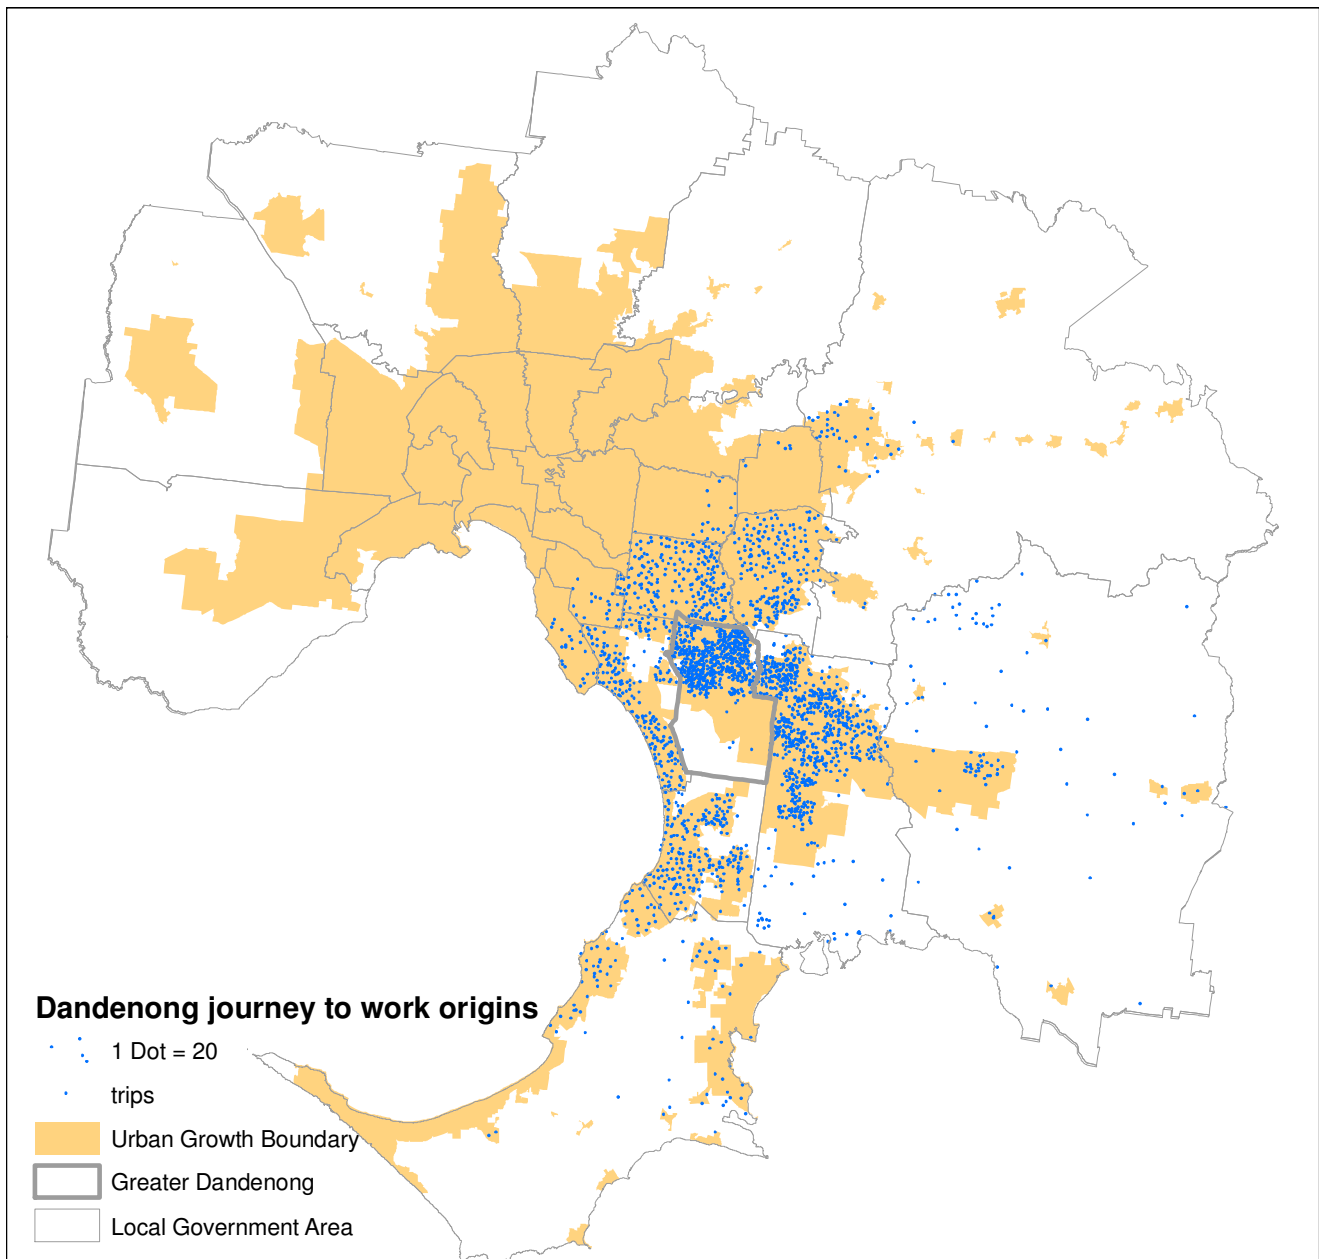 Dandenong journey to work origins
1 Dot = 20
trips
Urban Growth Boundary
Greater Dandenong
Local Government Area